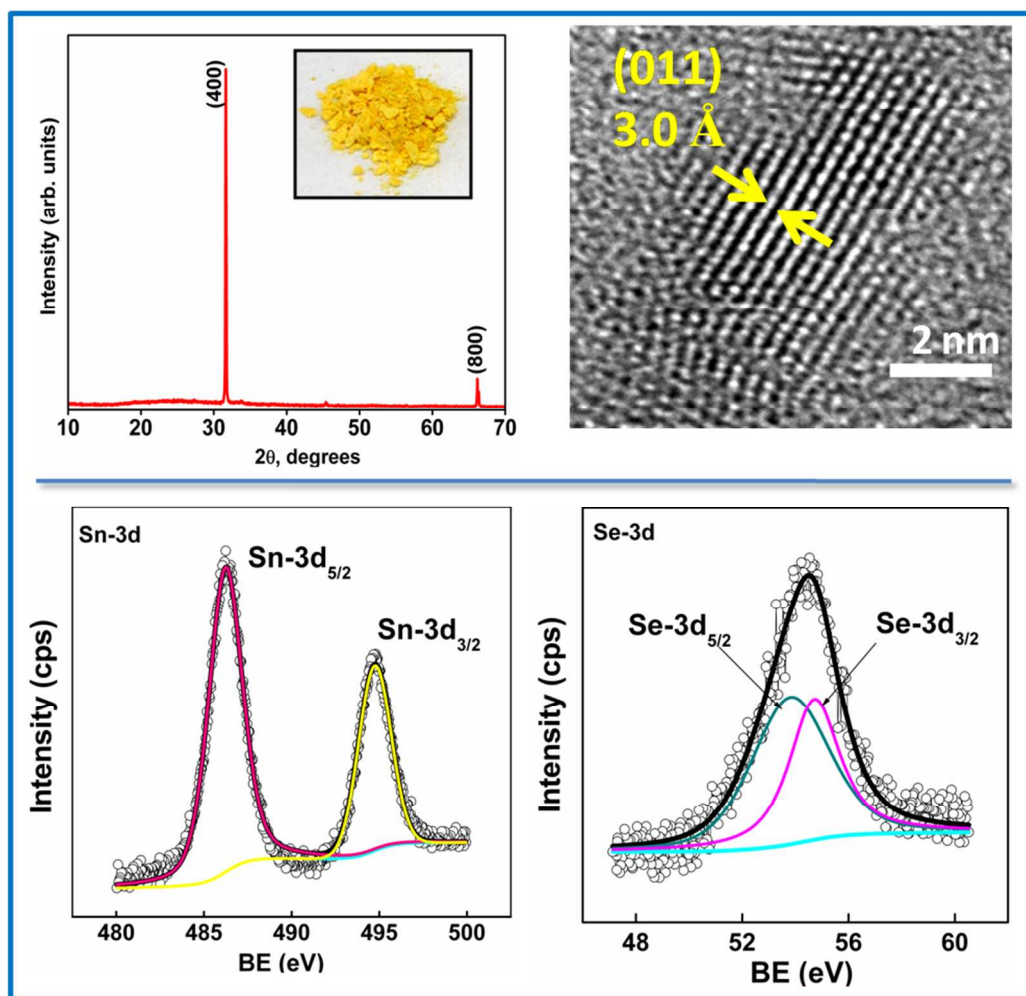 Intensity (arb. units)
(400)
(800)
10 20 30 40 50 60 70
2θ, degrees
(011)
3.0 Å
2 nm
Sn-3d
Sn-3d5/2
Sn-3d3/2
Intensity (cps)
480 485 490 495 500
BE (eV)
Se-3d
Se-3d5/2
Se-3d3/2
Intensity (cps)
48 52 56 60
BE (eV)